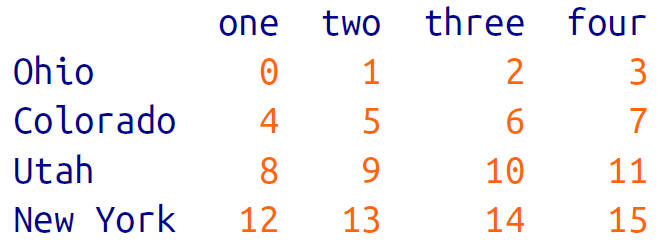 one two three four
Ohio 0 1 2 3
Colorado 4 5 6 7
Utah 8 9 10 11
New York 12 13 14 15